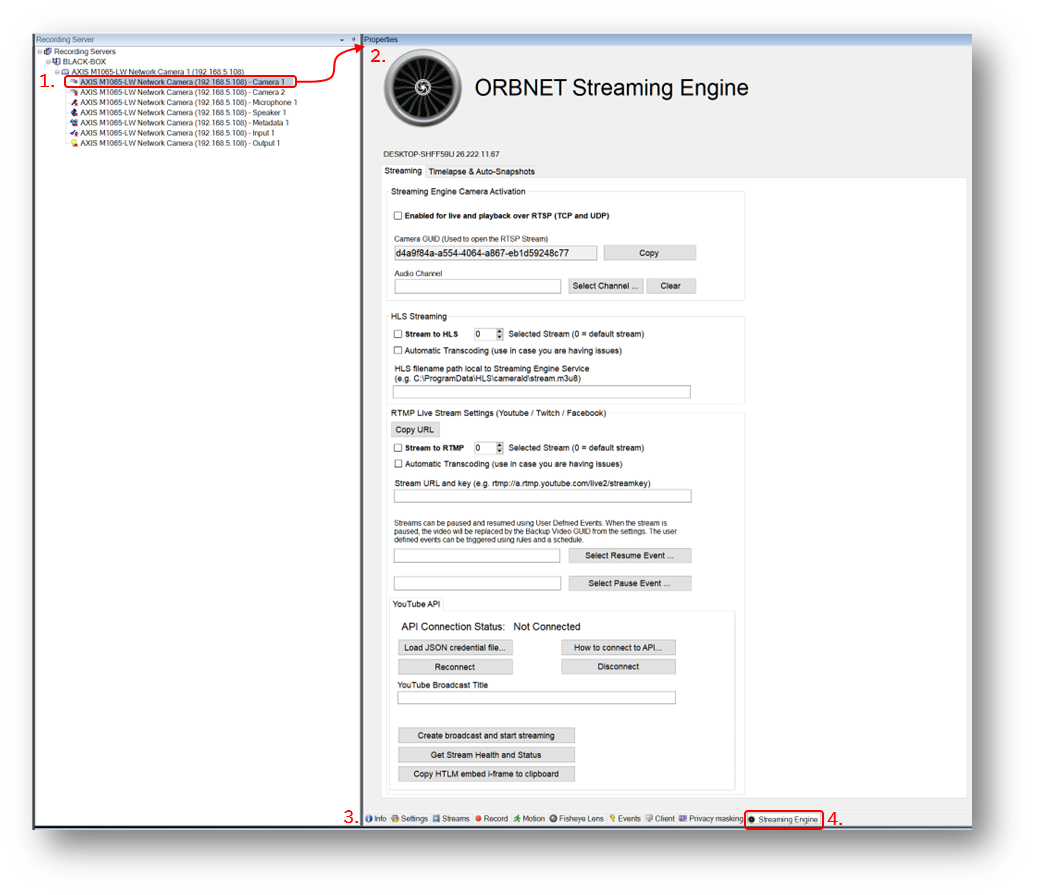 Recording Server
Recording Servers
BLACK-BOX
AXIS M1065-LW Network Camera 1 (192.168.5.108)
1.
AXIS M1065-LW Network Camera (192.168.5.108) - Camera 1
AXIS M1065-LW Network Camera (192.168.5.108) - Camera 2
AXIS M1065-LW Network Camera (192.168.5.108) - Microphone 1
AXIS M1065-LW Network Camera (192.168.5.108) - Speaker 1
AXIS M1065-LW Network Camera (192.168.5.108) - Metadata 1
AXIS M1065-LW Network Camera (192.168.5.108) - Input 1
AXIS M1065-LW Network Camera (192.168.5.108) - Output 1
Properties
2.
ORBNET Streaming Engine
DESKTOP-SHFF59U 26.222.11.67
Streaming Timelapse & Auto-Snapshots
Streaming Engine Camera Activation
Enabled for live and playback over RTSP (TCP and UDP)
Camera GUID (Used to open the RTSP Stream)
d4a9f84a-a554-4064-a867-eb1d59248c77 Copy
Audio Channel
Select Channel ... Clear
HLS Streaming
Stream to HLS 0 Selected Stream (0 = default stream)
Automatic Transcoding (use in case you are having issues)
HLS filename path local to Streaming Engine Service
(e.g. C:\ProgramData\HLS\cameraId\stream.m3u8)
RTMP Live Stream Settings (Youtube / Twitch / Facebook)
Copy URL
Stream to RTMP 0 Selected Stream (0 = default stream)
Automatic Transcoding (use in case you are having issues)
Stream URL and key (e.g. rtmp://a.rtmp.youtube.com/live2/streamkey)
Streams can be paused and resumed using User Defnied Events. When the stream is
paused, the video will be replaced by the Backup Video GUID from the settings. The user
defined events can be triggered using rules and a schedule.
Select Resume Event ...
Select Pause Event ...
YouTube API
API Connection Status: Not Connected
Load JSON credential file... How to connect to API...
Reconnect Disconnect
YouTube Broadcast Title
Create broadcast and start streaming
Get Stream Health and Status
Copy HTLM embed i-frame to clipboard
3. Info Settings Streams Record Motion Fisheye Lens Events Client Privacy masking Streaming Engine 4.